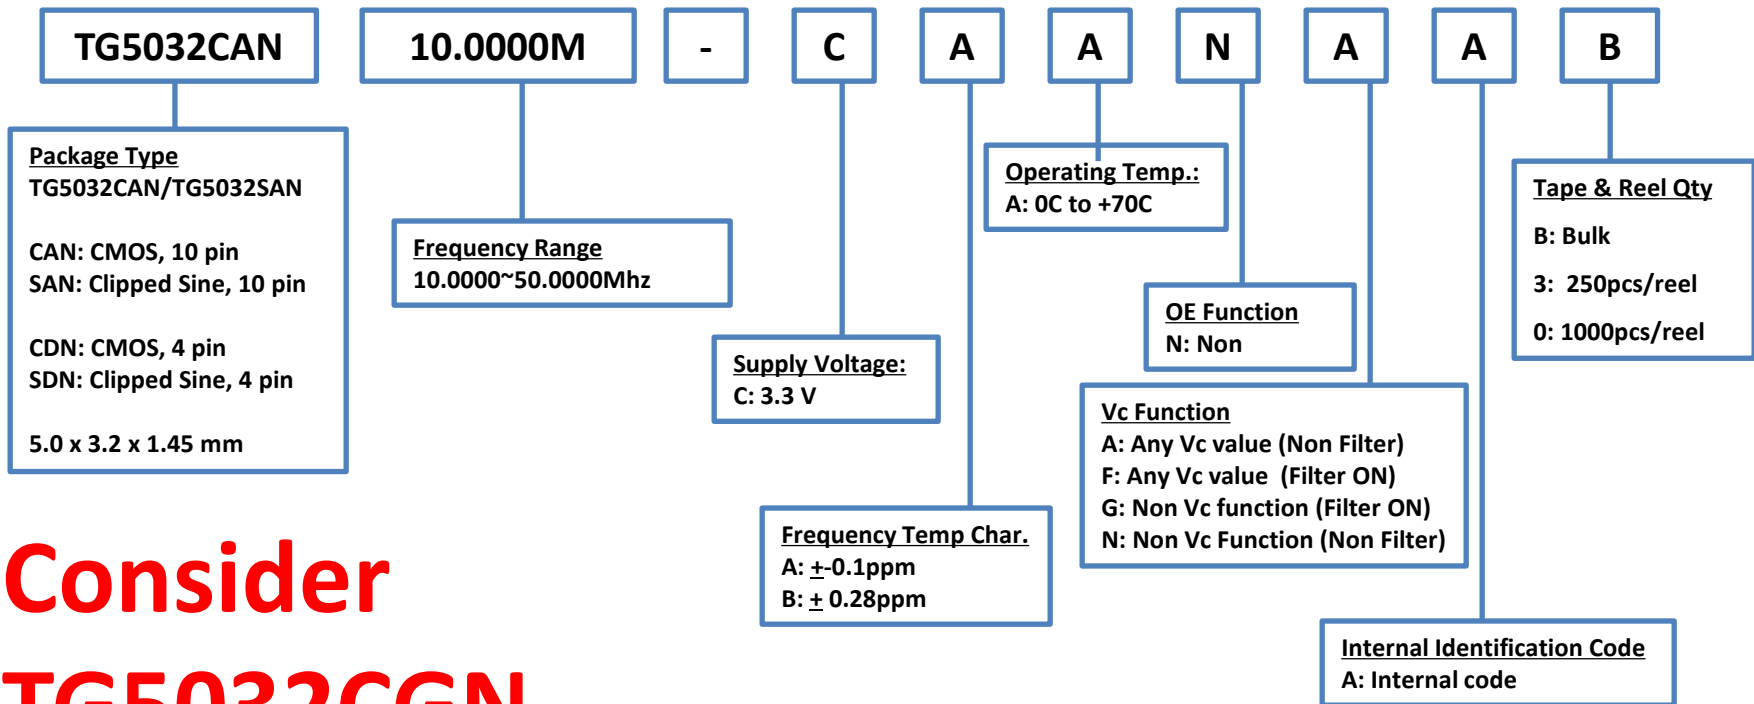 TG5032CAN 10.0000M - C A A N A A B
Package Type
TG5032CAN/TG5032SAN
CAN: CMOS, 10 pin
SAN: Clipped Sine, 10 pin
CDN: CMOS, 4 pin
SDN: Clipped Sine, 4 pin
5.0 x 3.2 x 1.45 mm
Frequency Range
10.0000~50.0000Mhz
Supply Voltage:
C: 3.3 V
Frequency Temp Char.
A: +-0.1ppm
B: + 0.28ppm
Operating Temp.:
A: 0C to +70C
OE Function
N: Non
Vc Function
A: Any Vc value (Non Filter)
F: Any Vc value  (Filter ON)
G: Non Vc function (Filter ON)
N: Non Vc Function (Non Filter)
Internal Identification Code
A: Internal code
Tape & Reel Qty
B: Bulk
3:  250pcs/reel
0: 1000pcs/reel
Consider
TG5032CGN